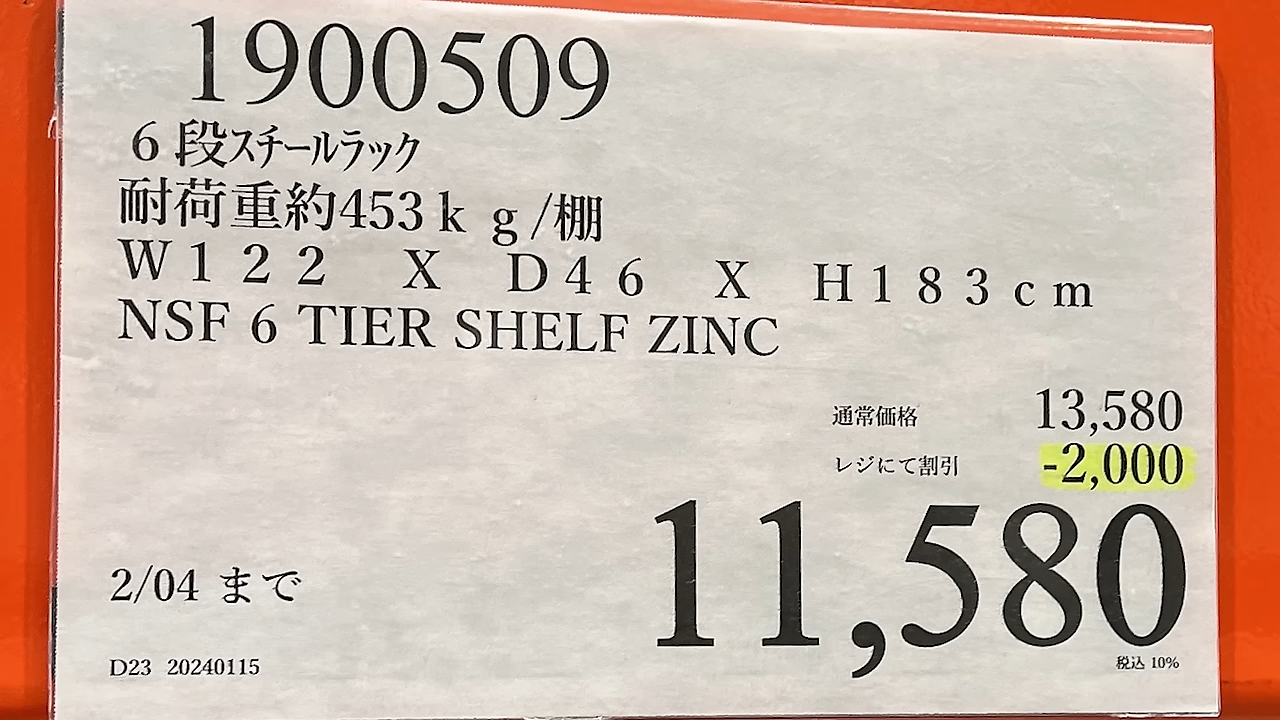 1900509
6段スチールラック
耐荷重約453ｋｇ/棚
Ｗ１２２　Ｘ　Ｄ４６　Ｘ　Ｈ１８３ｃｍ
NSF 6 TIER SHELF ZINC
通常価格 13,580
レジにて割引 -2,000
11,580
2/04 まで
税込 10%
D23 20240115